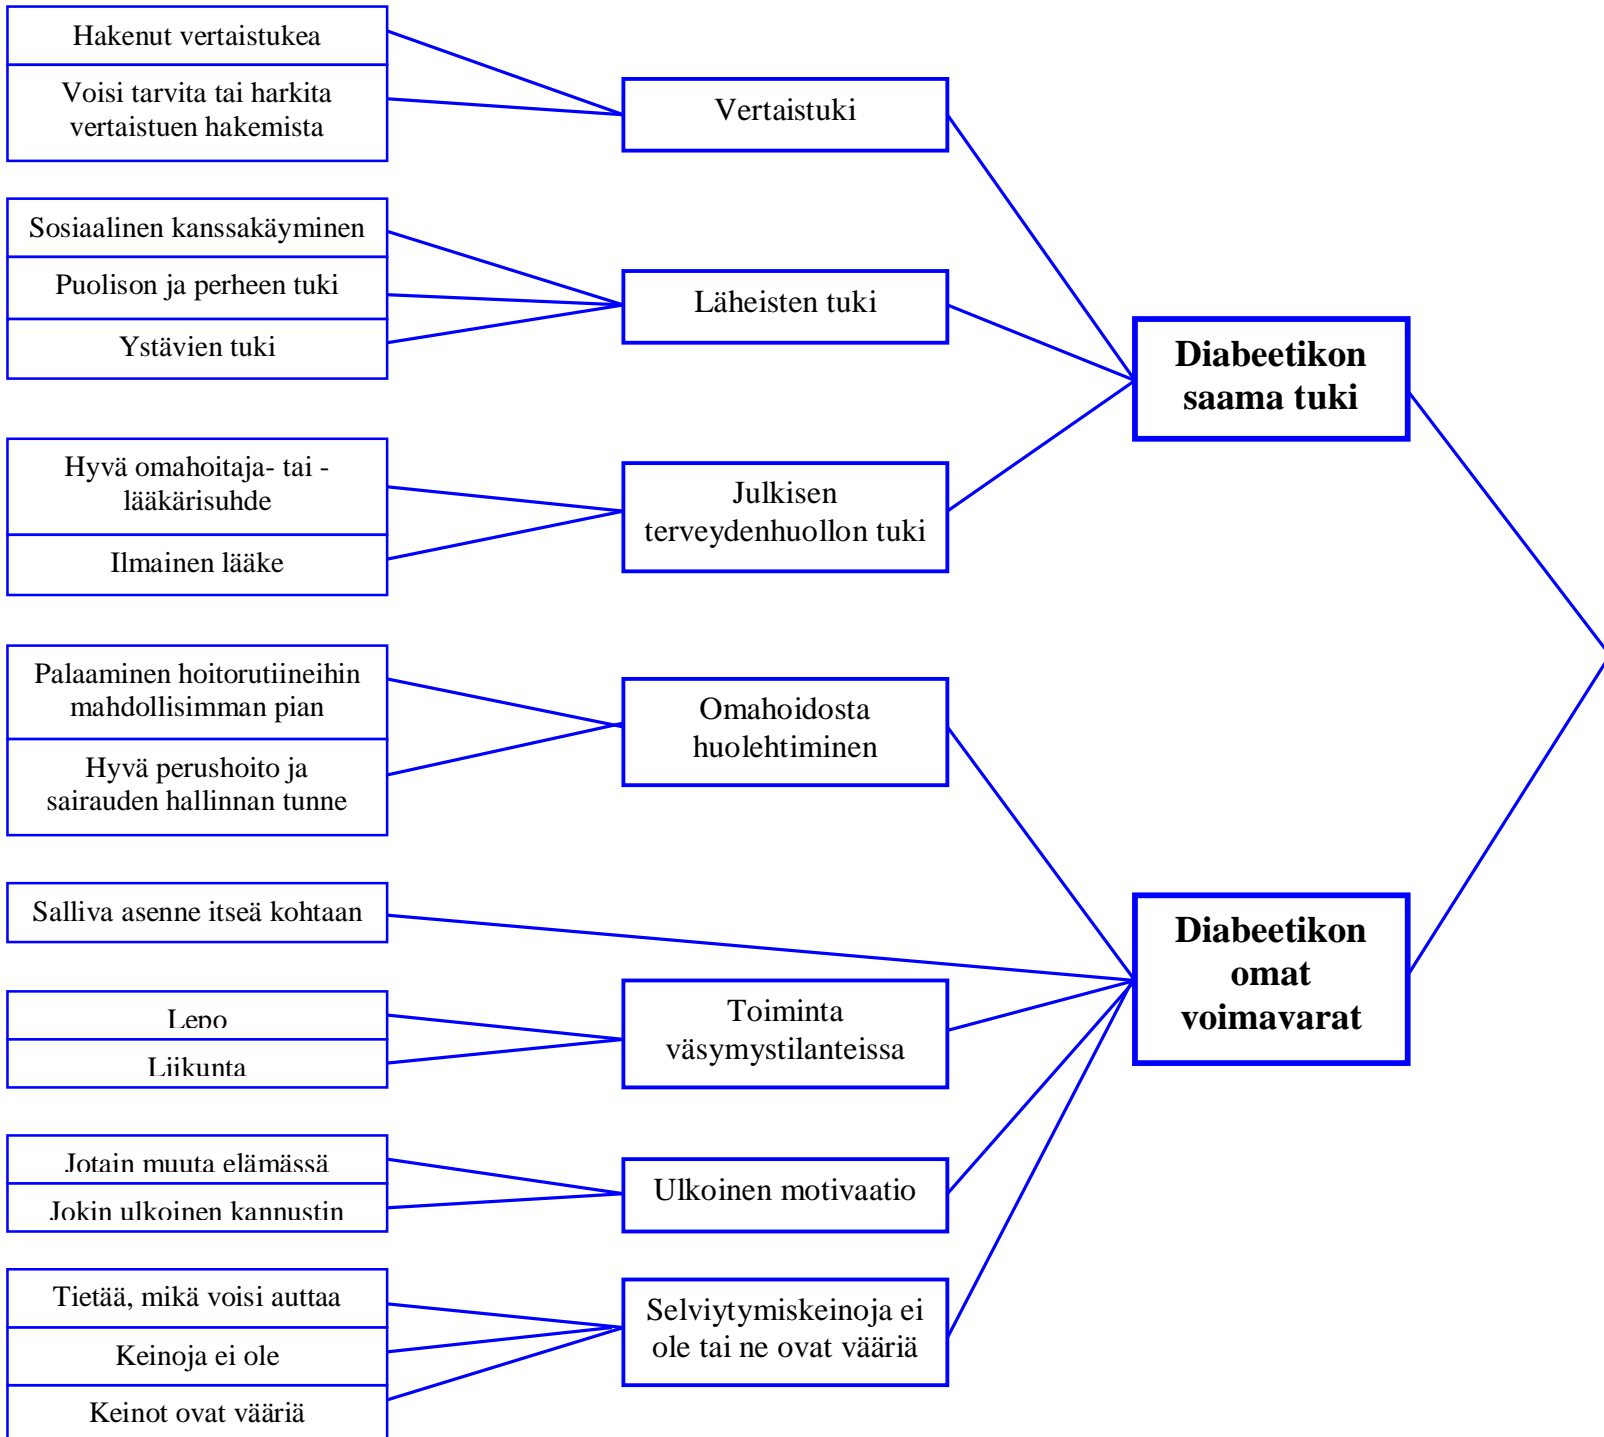 Hakenut vertaistukea
Voisi tarvita tai harkita
vertaistuen hakemista
Vertaistuki
Sosiaalinen kanssakäyminen
Puolison ja perheen tuki
Ystävien tuki
Läheisten tuki
Diabeetikon
saama tuki
Hyvä omahoitaja- tai -
lääkärisuhde
Ilmainen lääke
Julkisen
terveydenhuollon tuki
Palaaminen hoitorutiineihin
mahdollisimman pian
Hyvä perushoito ja
sairauden hallinnan tunne
Omahoidosta
huolehtiminen
Salliva asenne itseä kohtaan
Diabeetikon
omat
voimavarat
Lepo
Liikunta
Toiminta
väsymystilanteissa
Jotain muuta elämässä
Jokin ulkoinen kannustin
Ulkoinen motivaatio
Tietää, mikä voisi auttaa
Keinoja ei ole
Keinot ovat vääriä
Selviytymiskeinoja ei
ole tai ne ovat vääriä